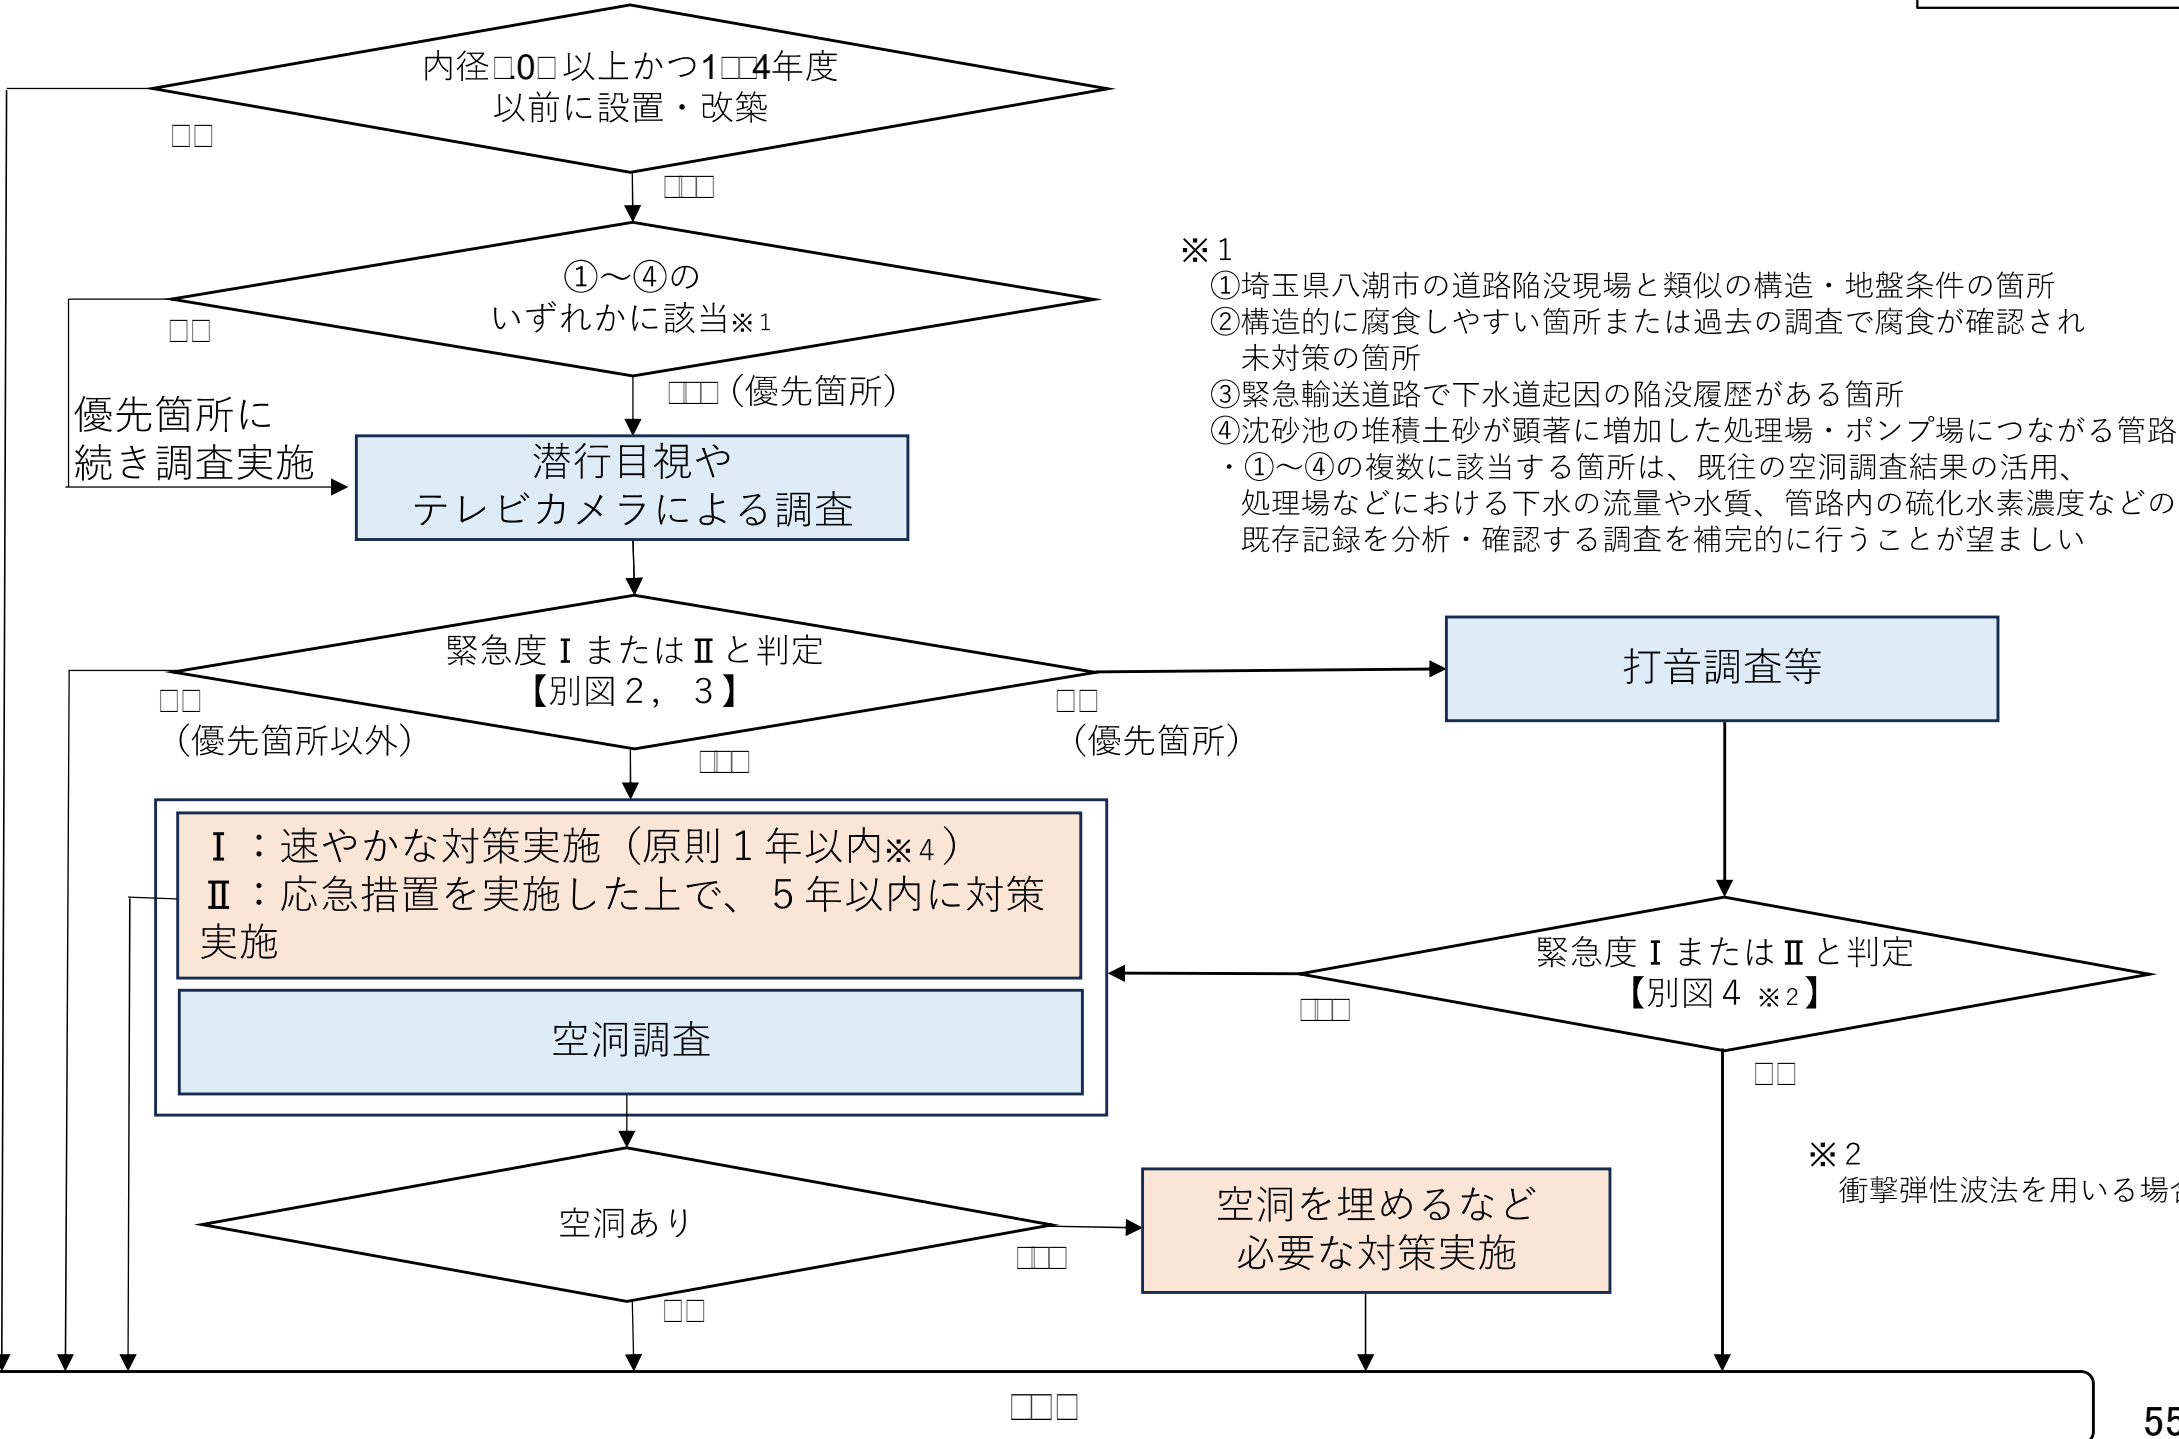 内径□.0□以上かつ1□□4年度
以前に設置・改築
□□
□□□
①～④の
いずれかに該当※1
□□
□□□（優先箇所）
優先箇所に
続き調査実施
潜行目視や
テレビカメラによる調査
※１
①埼玉県八潮市の道路陥没現場と類似の構造・地盤条件の箇所
②構造的に腐食しやすい箇所または過去の調査で腐食が確認され
未対策の箇所
③緊急輸送道路で下水道起因の陥没履歴がある箇所
④沈砂池の堆積土砂が顕著に増加した処理場・ポンプ場につながる管路
・①～④の複数に該当する箇所は、既往の空洞調査結果の活用、
処理場などにおける下水の流量や水質、管路内の硫化水素濃度などの
既存記録を分析・確認する調査を補完的に行うことが望ましい
緊急度Ⅰまたは Ⅱと判定
【別図２，３】
□□
（優先箇所以外）
□□
（優先箇所）
□□□
打音調査等
Ⅰ：速やかな対策実施（原則１年以内※4）
Ⅱ：応急措置を実施した上で、５年以内に対策
実施
空洞調査
緊急度Ⅰまたは Ⅱと判定
【別図４ ※2】
□□□
□□
※２
衝撃弾性波法を用いる場合
空洞あり
□□□
□□
空洞を埋めるなど
必要な対策実施
□□□
55